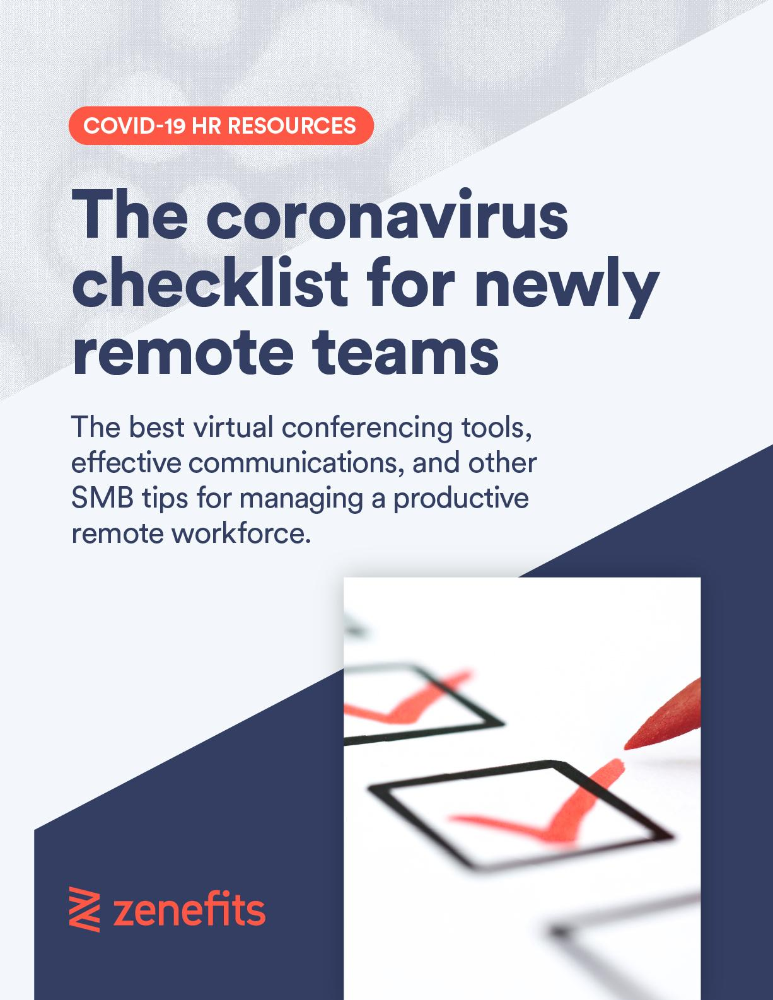 COVID-19 HR RESOURCES
The coronavirus
checklist for newly
remote teams
The best virtual conferencing tools,
effective communications, and other
SMB tips for managing a productive
remote workforce.
zenefits